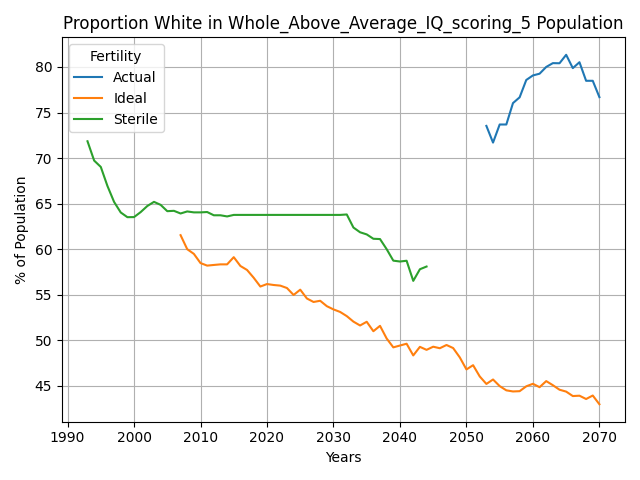 Proportion White in Whole_Above_Average_IQ_scoring_5 Population
Fertility
Actual
Ideal
Sterile
80
75
70
65
60
55
50
45
% of Population
1990
2000
2010
2020
2030
2040
2050
2060
2070
Years